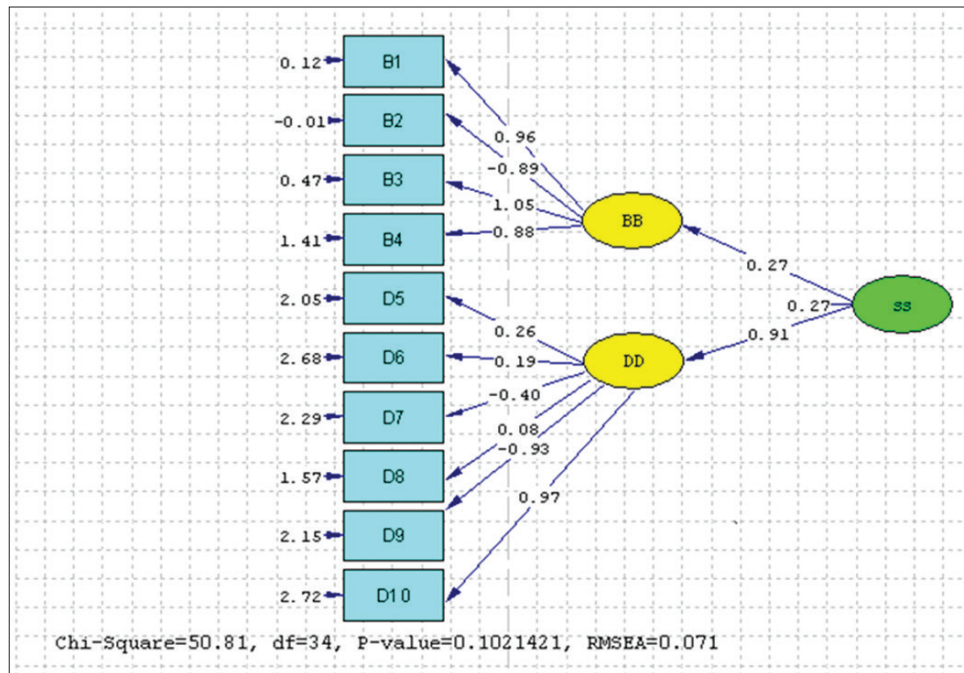 0.12 B1
-0.01 B2
0.96
-0.89
0.47 B3
1.05
BB
0.88
1.41 B4
0.27
2.05 D5
0.27 ss
0.26
0.91
2.68 D6
0.19
DD
-0.40
2.29 D7
0.08
-0.93
1.57 D8
0.97
2.15 D9
2.72 D10
Chi-Square=50.81, df=34, P-value=0.1021421, RMSEA=0.071